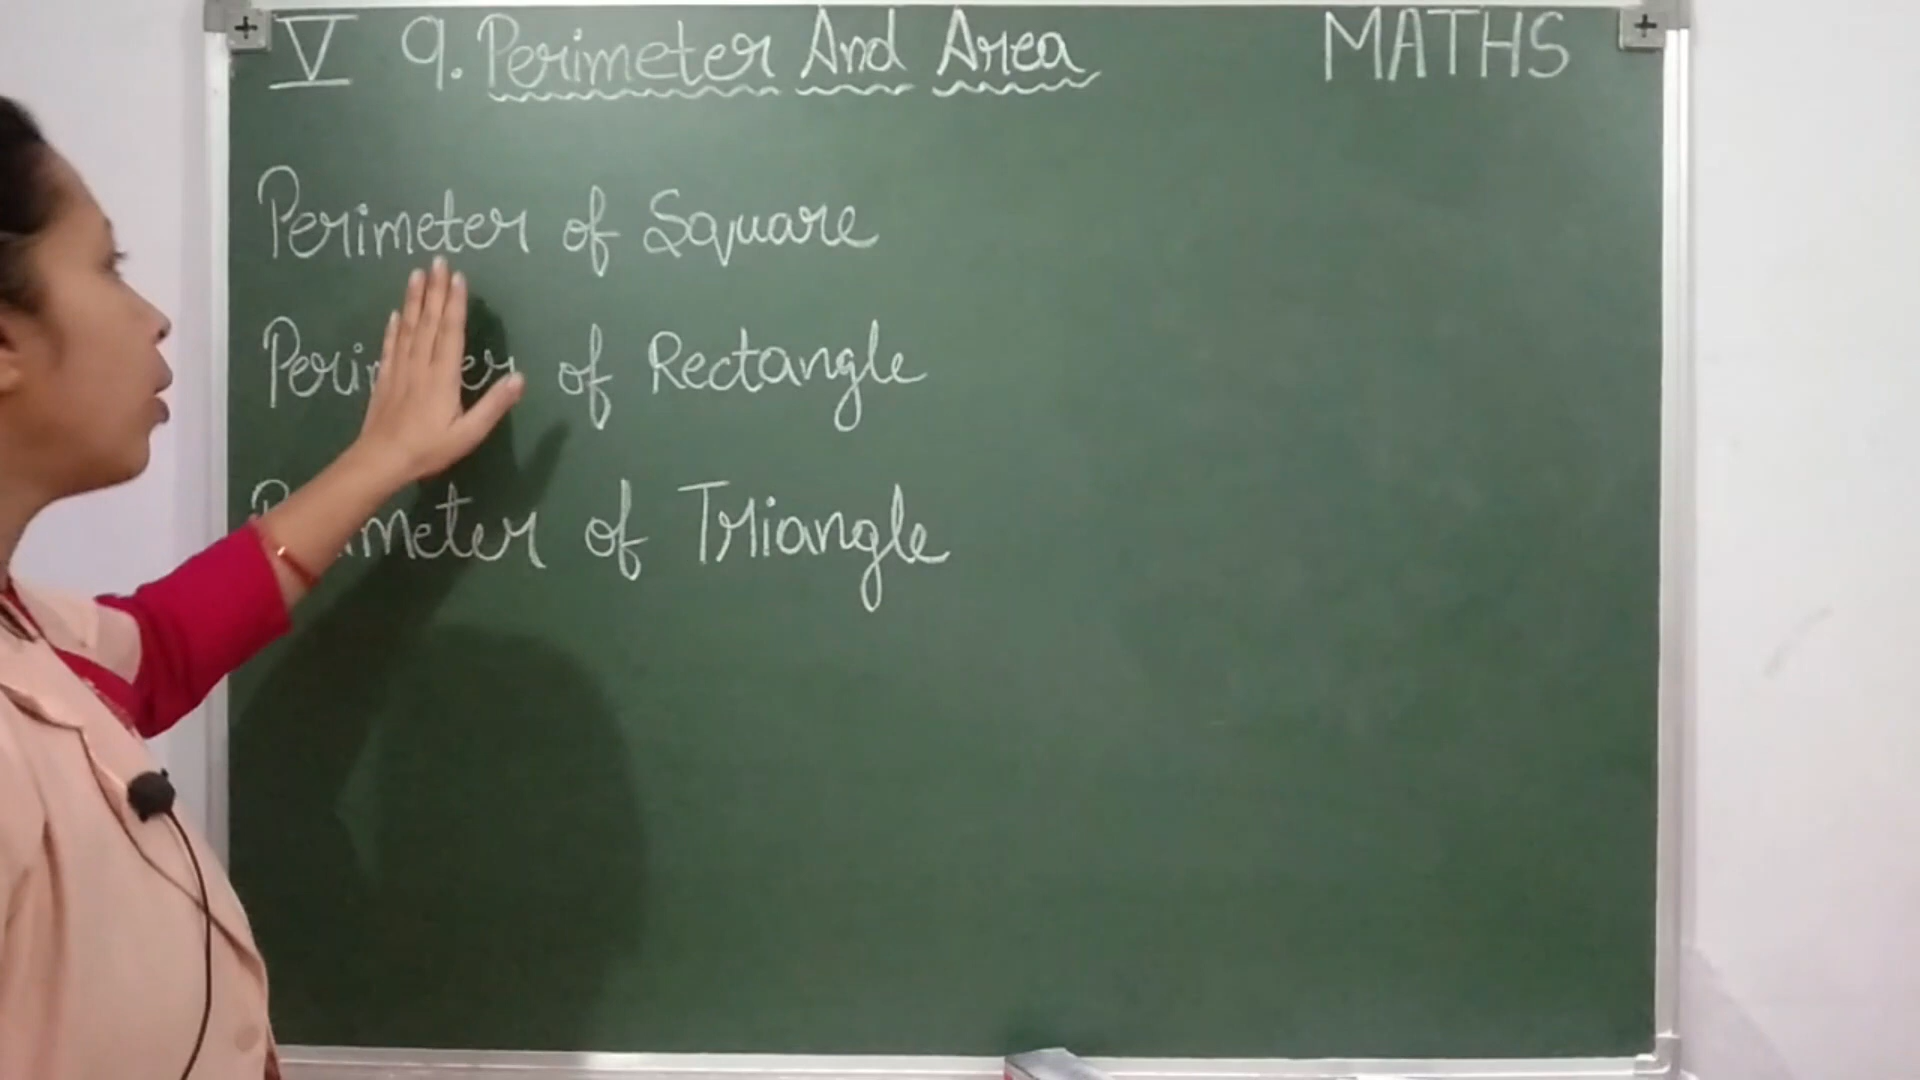 V 9. Perimeter And Area MATHS
Perimeter of Square
Perimeter of Rectangle
Perimeter of Triangle